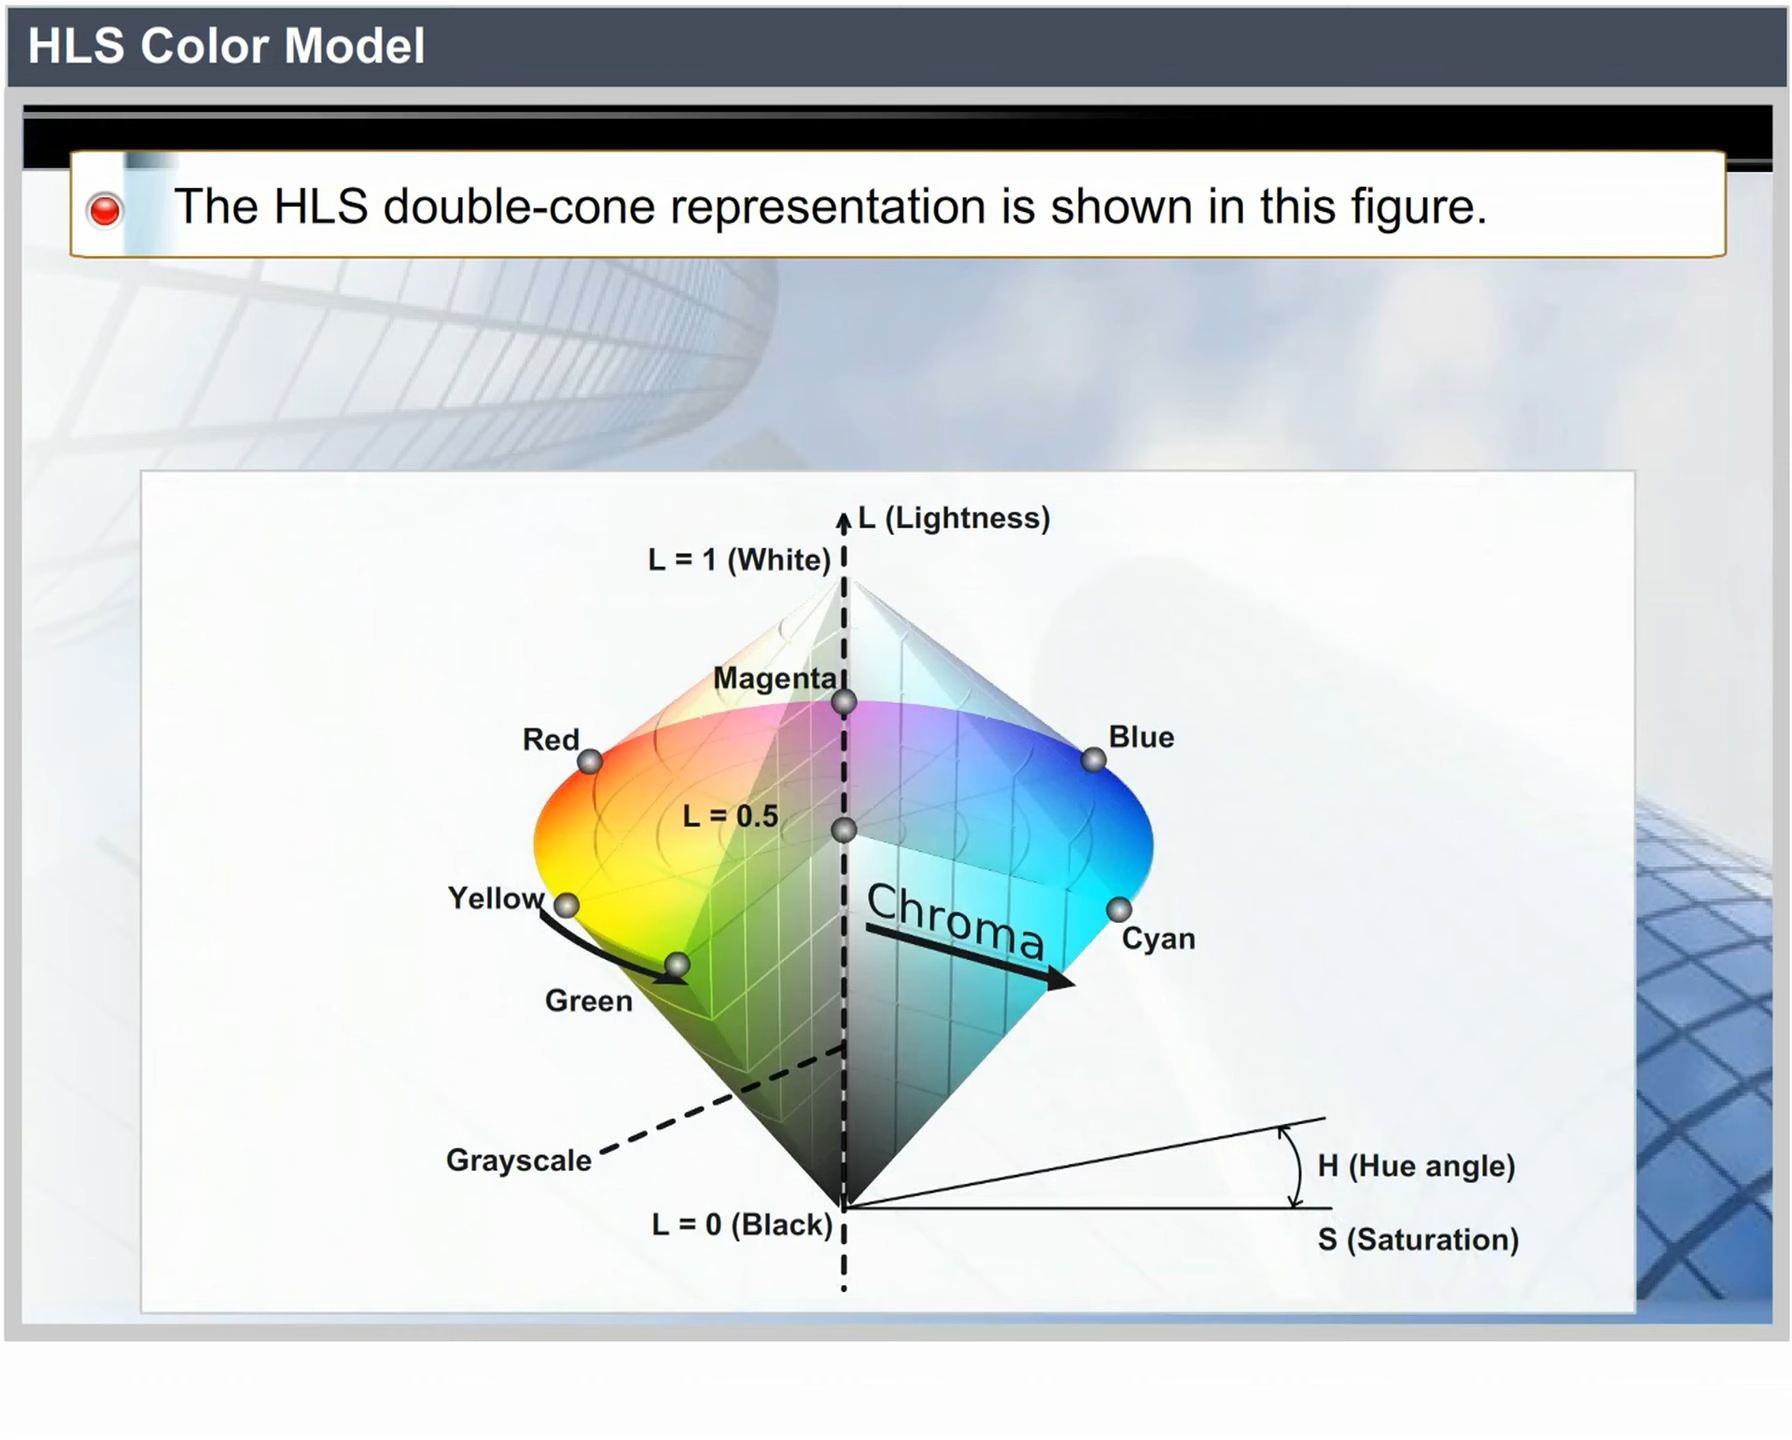 HLS Color Model
The HLS double-cone representation is shown in this figure.
L (Lightness)
L = 1 (White)
Magenta
Red
Blue
L = 0.5
Yellow
Chroma
Cyan
Green
Grayscale
H (Hue angle)
L = 0 (Black)
S (Saturation)